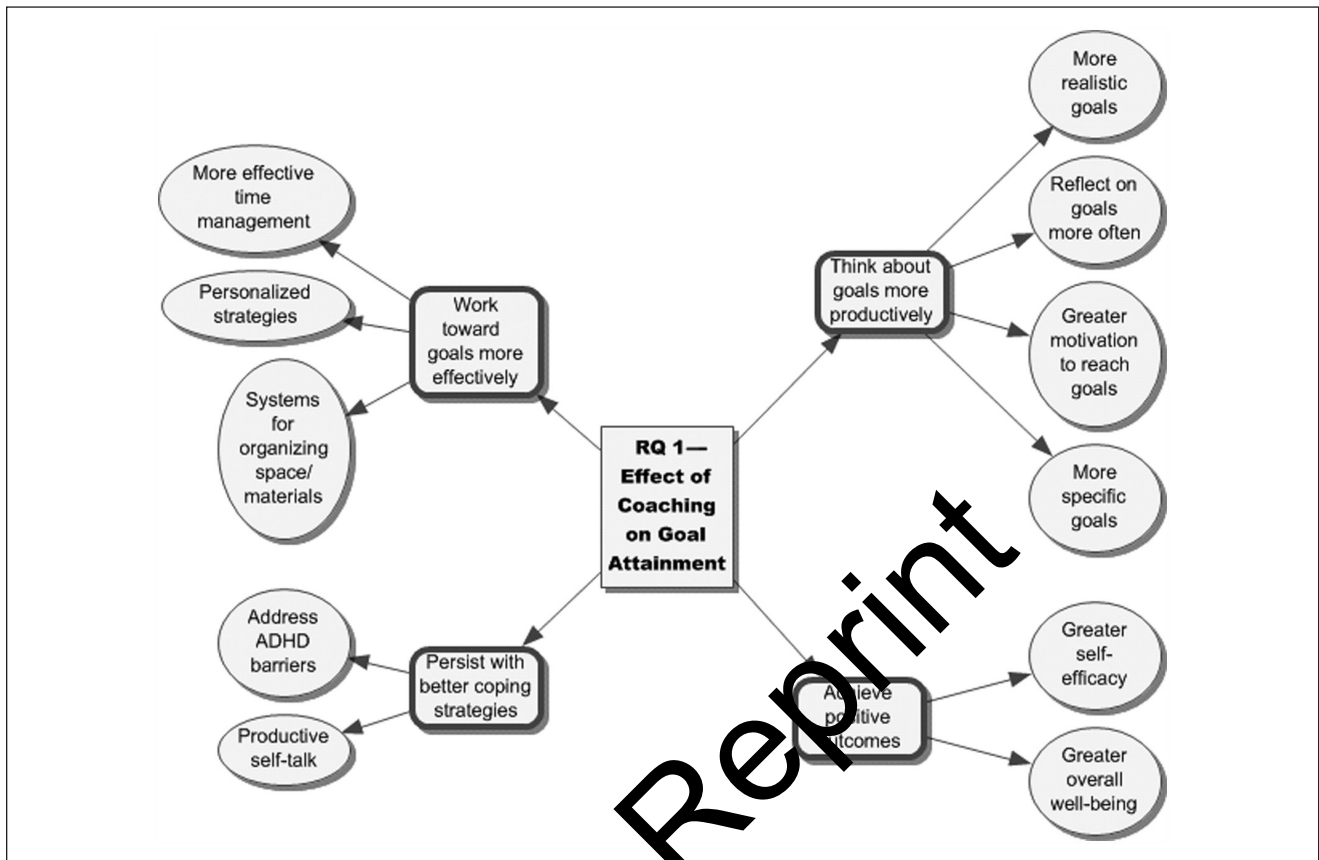 More
realistic
goals
Reflect on
goals
more often
Greater
motivation
to reach
goals
More
specific
goals
Think about
goals more
productively
More effective
time
management
Personalized
strategies
Systems
for
organizing
space/
materials
Work
toward
goals more
effectively
RQ 1—
Effect of
Coaching
on Goal
Attainment
Address
ADHD
barriers
Productive
self-talk
Persist with
better coping
strategies
Achieve
positive
outcomes
Greater
self-
efficacy
Greater
overall
well-being
Reprint